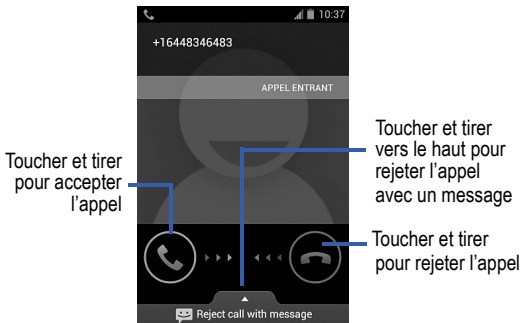 10:37
+16448346483
APPEL ENTRANT
Toucher et tirer
pour accepter
l'appel
Toucher et tirer
vers le haut pour
rejeter l'appel
avec un message
Toucher et tirer
pour rejeter l'appel
Reject call with message